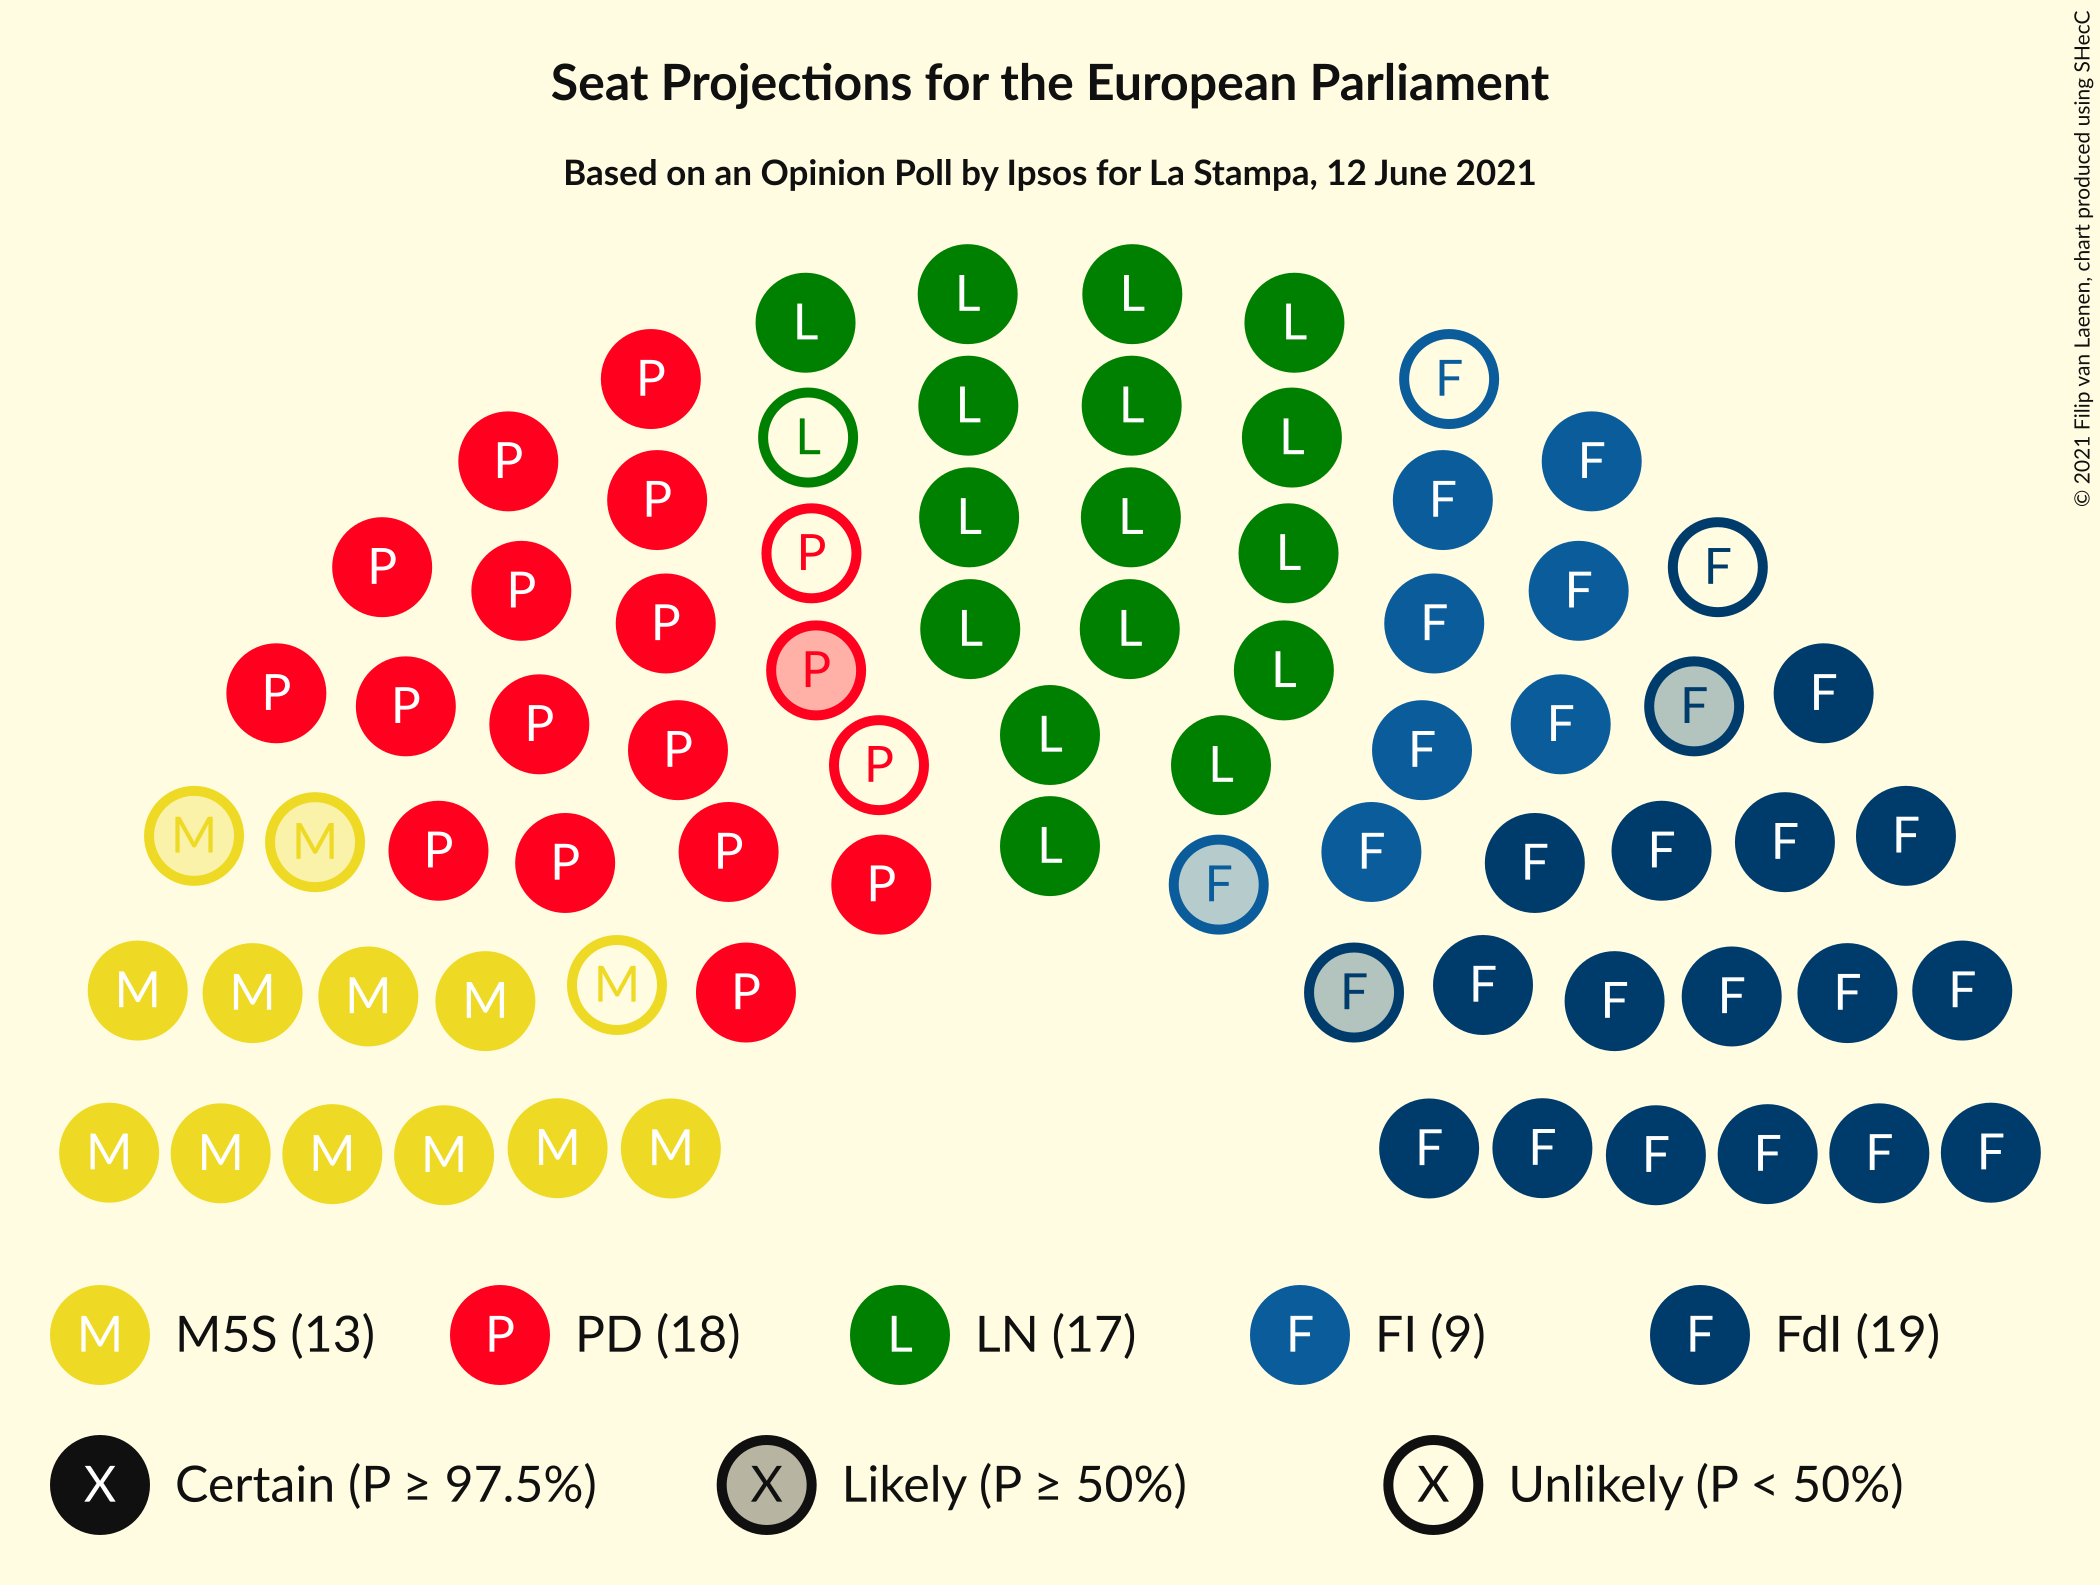 Seat Projections for the European Parliament
Based on an Opinion Poll by Ipsos for La Stampa, 12 June 2021
© 2021 Filip van Laenen, chart produced using SHecC
L L
L L
P F
L L
L L
P F
P F
L L
P L F
P F
P F
P L F
P L F
P P F F
P P F F
L
P P F F
P L
M M P P P L F F F F F
P F
M M M M M P F F F F F F
M M M M M M F F F F F F
M M5S (13) P PD (18) L LN (17) F FI (9) F FdI (19)
X Certain (P ≥ 97.5%) X Likely (P ≥ 50%) X Unlikely (P < 50%)